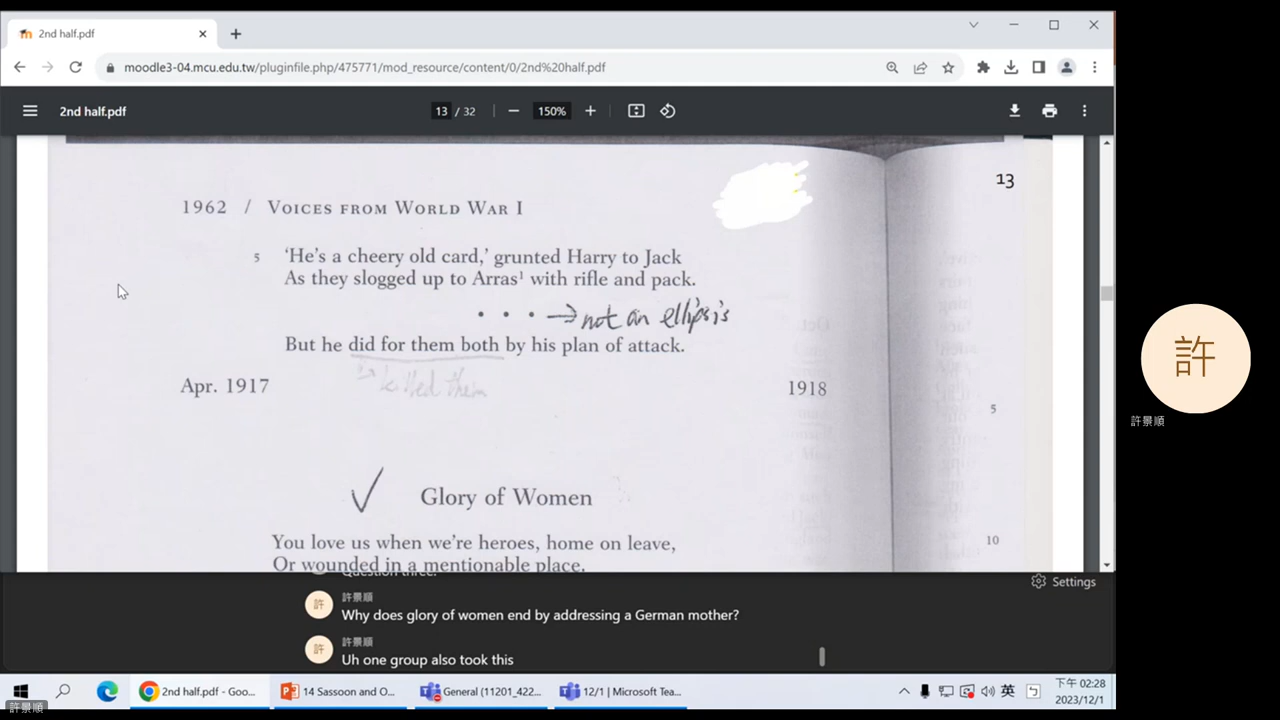 2nd half.pdf
moodle3-04.mcu.edu.tw/pluginfile.php/475771/mod_resource/content/0/2nd%20half.pdf
2nd half.pdf
13 / 32
150%
13
1962 / VOICES FROM WORLD WAR I
5 ‘He’s a cheery old card,’ grunted Harry to Jack
As they slogged up to Arras¹ with rifle and pack.
. . . → not an ellipsis
But he did for them both by his plan of attack.
↳ killed them
Apr. 1917 1918
5
✓ Glory of Women
You love us when we’re heroes, home on leave,
10
Or wounded in a mentionable place.
Question three.
Settings
許 許景順
Why does glory of women end by addressing a German mother?
許 許景順
Uh one group also took this
許
許景順
2nd half.pdf - Goo...
14 Sassoon and O...
General (11201_422...
12/1 | Microsoft Tea...
英
下午 02:28
2023/12/1
許景順